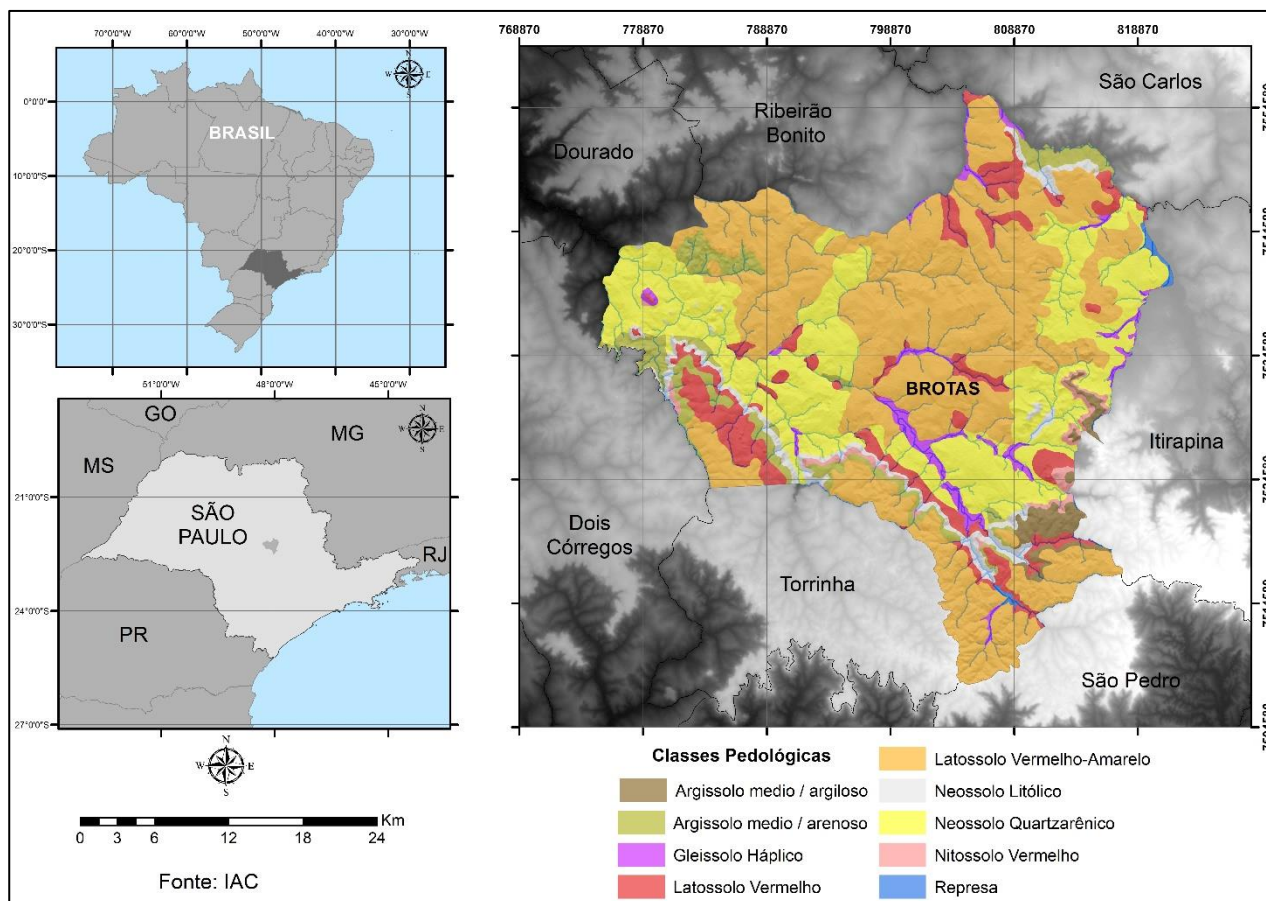 70°0'0"W 60°0'0"W 50°0'0"W 40°0'0"W 30°0'0"W
N
W E
S
0°0'0"
10°0'0"S
20°0'0"S
30°0'0"S
BRASIL
51°0'0"W 48°0'0"W 45°0'0"W
N
W E
S
GO
MG
MS
21°0'0"S
SÃO
PAULO
RJ
24°0'0"S
PR
27°0'0"S
N
W E
S
Km
0 3 6 12 18 24
Fonte: IAC
768870 778870 788870 798870 808870 818870
São Carlos
Ribeirão
Bonito
Dourado
BROTAS
Itirapina
Dois
Córregos
Torrinha
São Pedro
Classes Pedológicas
Argissolo medio / argiloso
Argissolo medio / arenoso
Gleissolo Háplico
Latossolo Vermelho
Latossolo Vermelho-Amarelo
Neossolo Litólico
Neossolo Quartzarênico
Nitossolo Vermelho
Represa